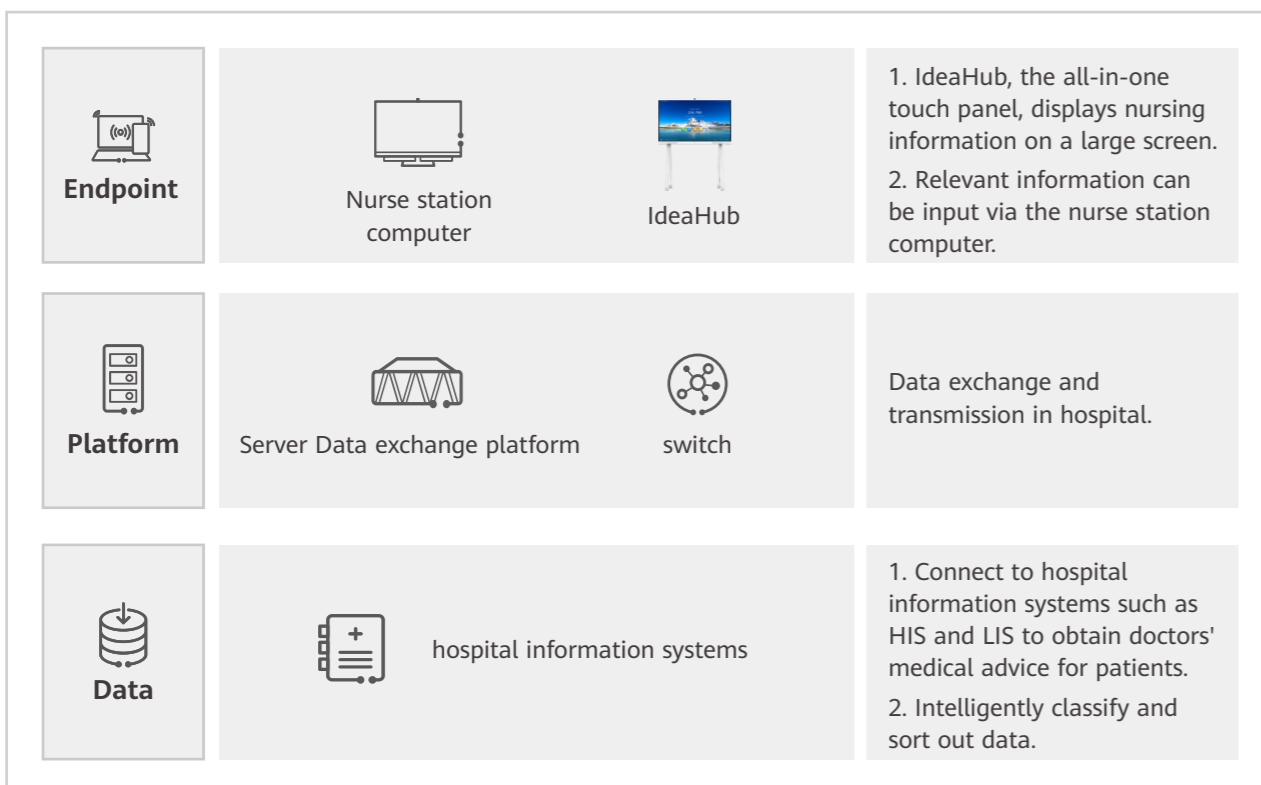 Endpoint
Nurse station
computer
IdeaHub
1. IdeaHub, the all-in-one
touch panel, displays nursing
information on a large screen.
2. Relevant information can
be input via the nurse station
computer.
Platform
Server Data exchange platform
switch
Data exchange and
transmission in hospital.
Data
hospital information systems
1. Connect to hospital
information systems such as
HIS and LIS to obtain doctors'
medical advice for patients.
2. Intelligently classify and
sort out data.